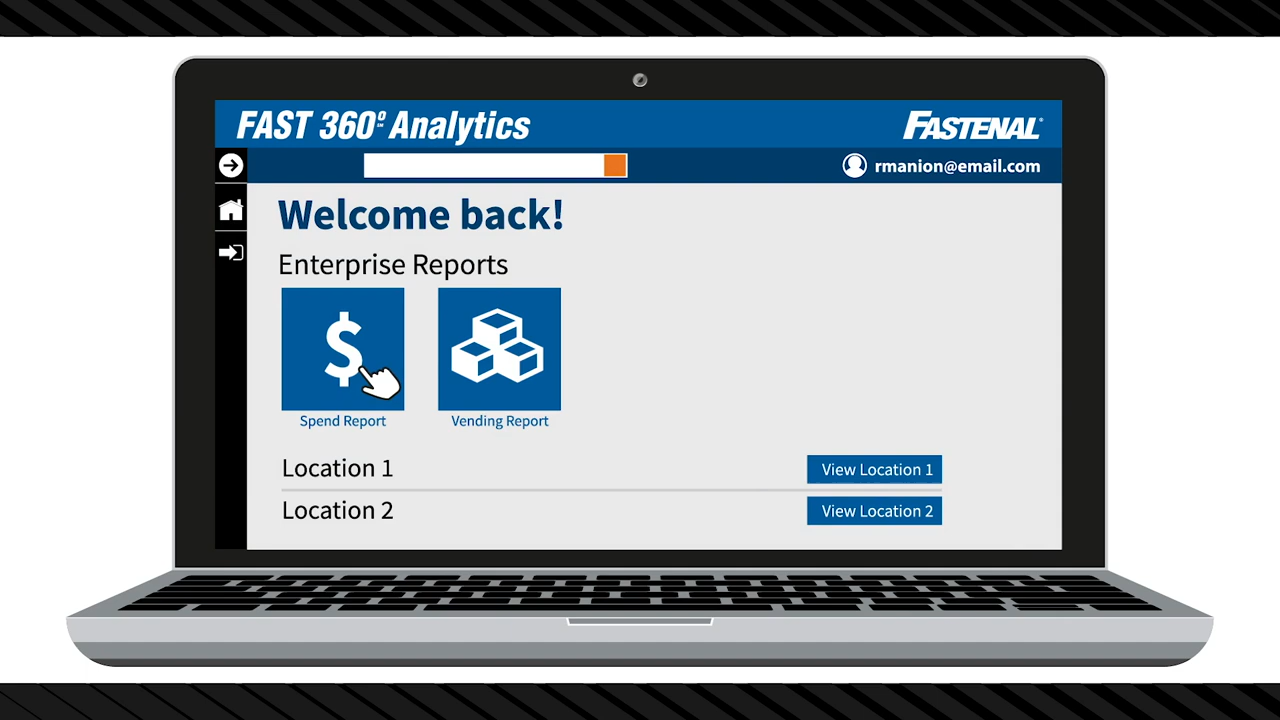 FAST 360° Analytics
FASTENAL
rmanion@email.com
Welcome back!
Enterprise Reports
Spend Report
Vending Report
Location 1
View Location 1
Location 2
View Location 2